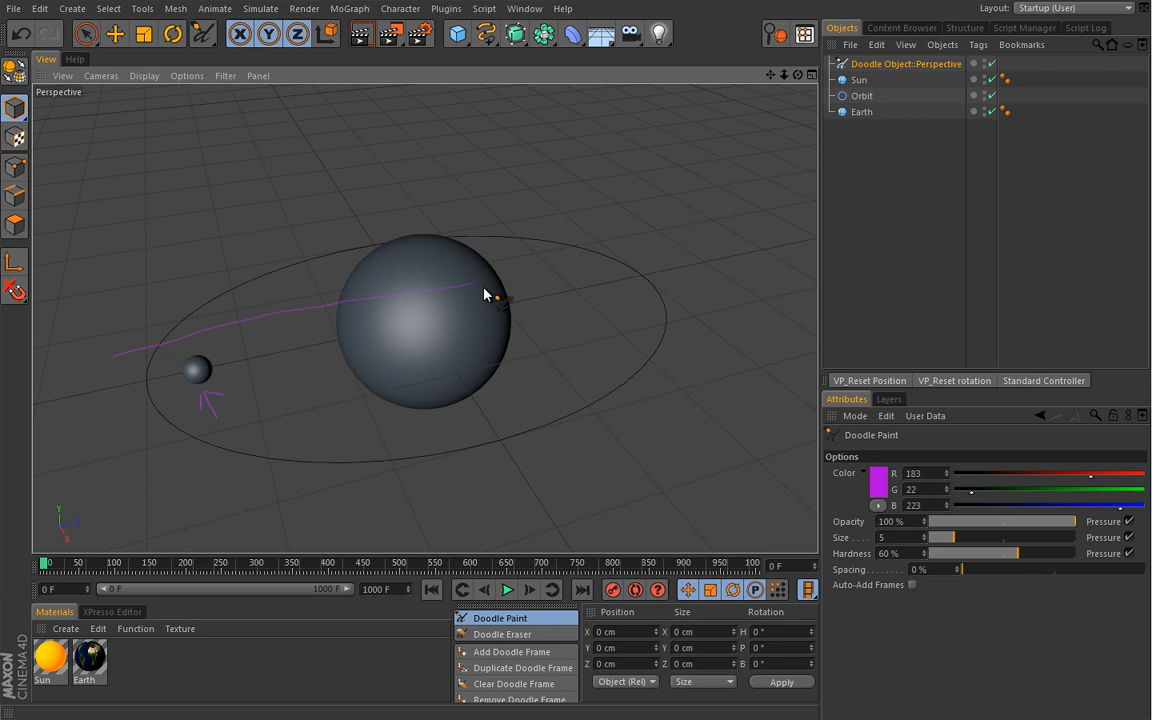 File Edit Create Select Tools Mesh Animate Simulate Render MoGraph Character Plugins Script Window Help
Layout: Startup (User)
X Y Z
View Help
View Cameras Display Options Filter Panel
Perspective
Y Z X
0 50 100 150 200 250 300 350 400 450 500 550 600 650 700 750 800 850 900 950 100 0 F
0 F 0 F 1000 F 1000 F P
Materials XPresso Editor
Create Edit Function Texture
Sun Earth
MAXON CINEMA 4D
Doodle Paint
Doodle Eraser
Add Doodle Frame
Duplicate Doodle Frame
Clear Doodle Frame
Remove Doodle Frame
Position Size Rotation
X 0 cm X 0 cm H 0 °
Y 0 cm Y 0 cm P 0 °
Z 0 cm Z 0 cm B 0 °
Object (Rel) Size Apply
Objects Content Browser Structure Script Manager Script Log
File Edit View Objects Tags Bookmarks
Doodle Object::Perspective
Sun
Orbit
Earth
VP_Reset Position VP_Reset rotation Standard Controller
Attributes Layers
Mode Edit User Data
Doodle Paint
Options
Color R 183
G 22
B 223
Opacity 100 % Pressure
Size . . . . 5 Pressure
Hardness 60 % Pressure
Spacing. . . . . . . . 0 %
Auto-Add Frames